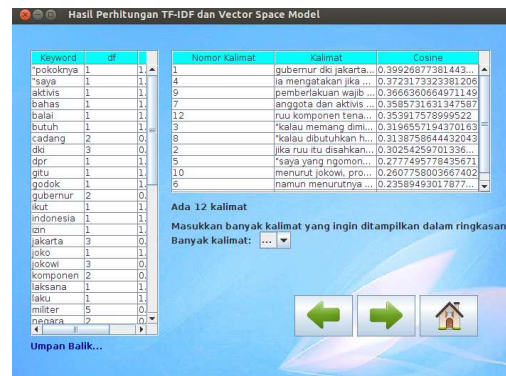 Hasil Perhitungan TF-IDF dan Vector Space Model
Keyword df
"pokoknya 1 1.
"saya 1 1.
aktivis 1 1.
bahas 1 1.
balai 1 1.
butuh 1 1.
cadang 2 0.
dki 3 0.
dpr 1 1.
gitu 1 1.
godok 1 1.
gubernur 2 0.
ikut 1 1.
indonesia 1 1.
izin 1 1.
jakarta 3 0.
joko 1 1.
jokowi 3 0.
komponen 2 0.
laksana 1 1.
laku 1 1.
militer 5 0.
negara 2 0.
Nomor Kalimat Kalimat Cosine
1 gubernur dki jakarta... 0.39926877381443...
4 ia mengatakan jika ... 0.3723173323381206
9 pemberlakuan wajib ... 0.3666360664971149
7 anggota dan aktivis ... 0.3585731631347587
12 ruu komponen tena... 0.353917578999522
3 "kalau memang dimi... 0.3196557194370163
8 "kalau dibutuhkan h... 0.3138758644432043
2 jika ruu itu disahkan... 0.30254259701336...
5 "saya yang ngomon... 0.2777495778435671
10 menurut jokowi, pro... 0.2607758003667402
6 namun menurutnya ... 0.23589493017877...
Ada 12 kalimat
Masukkan banyak kalimat yang ingin ditampilkan dalam ringkasan
Banyak kalimat: ...
Umpan Balik...